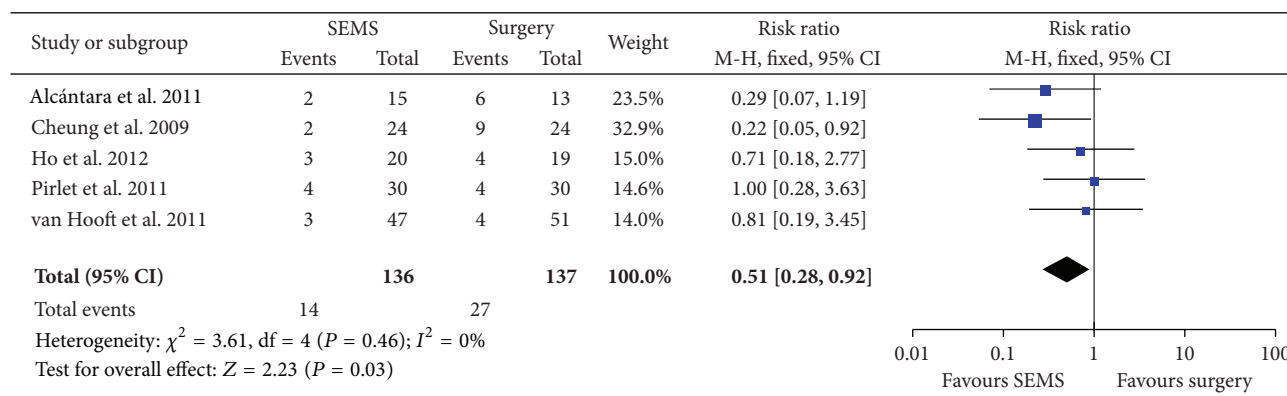 Study or subgroup SEMS Surgery Weight Risk ratio Risk ratio
Events Total Events Total M-H, fixed, 95% CI M-H, fixed, 95% CI
Alcántara et al. 2011 2 15 6 13 23.5% 0.29 [0.07, 1.19]
Cheung et al. 2009 2 24 9 24 32.9% 0.22 [0.05, 0.92]
Ho et al. 2012 3 20 4 19 15.0% 0.71 [0.18, 2.77]
Pirlet et al. 2011 4 30 4 30 14.6% 1.00 [0.28, 3.63]
van Hooft et al. 2011 3 47 4 51 14.0% 0.81 [0.19, 3.45]
Total (95% CI) 136 137 100.0% 0.51 [0.28, 0.92]
Total events 14 27
Heterogeneity: χ² = 3.61, df = 4 (P = 0.46); I² = 0%
Test for overall effect: Z = 2.23 (P = 0.03)
0.01 0.1 1 10 100
Favours SEMS Favours surgery